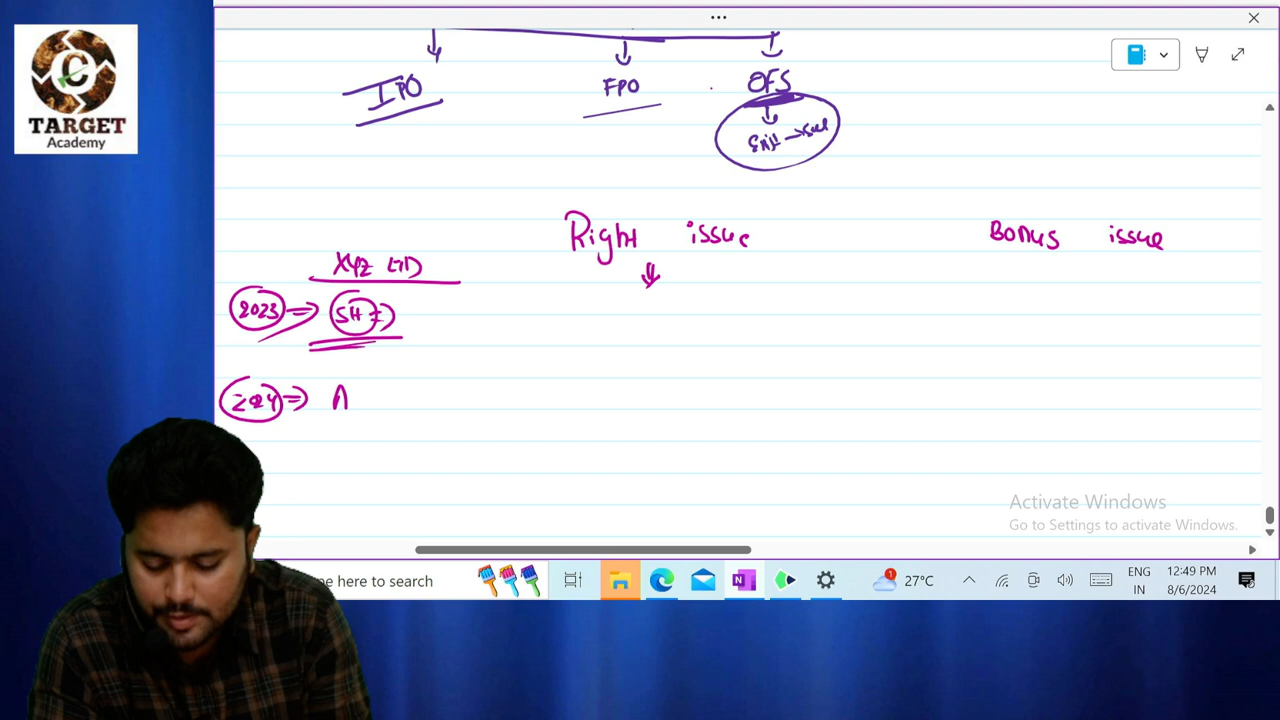 IPO FPO OFS
Right issue Bonus issue
XYZ LTD
2023 ⇒ SH ⇒
2024 ⇒ A
TARGET
Academy
Activate Windows
Go to Settings to activate Windows.
pe here to search
27°C
ENG
IN
12:49 PM
8/6/2024